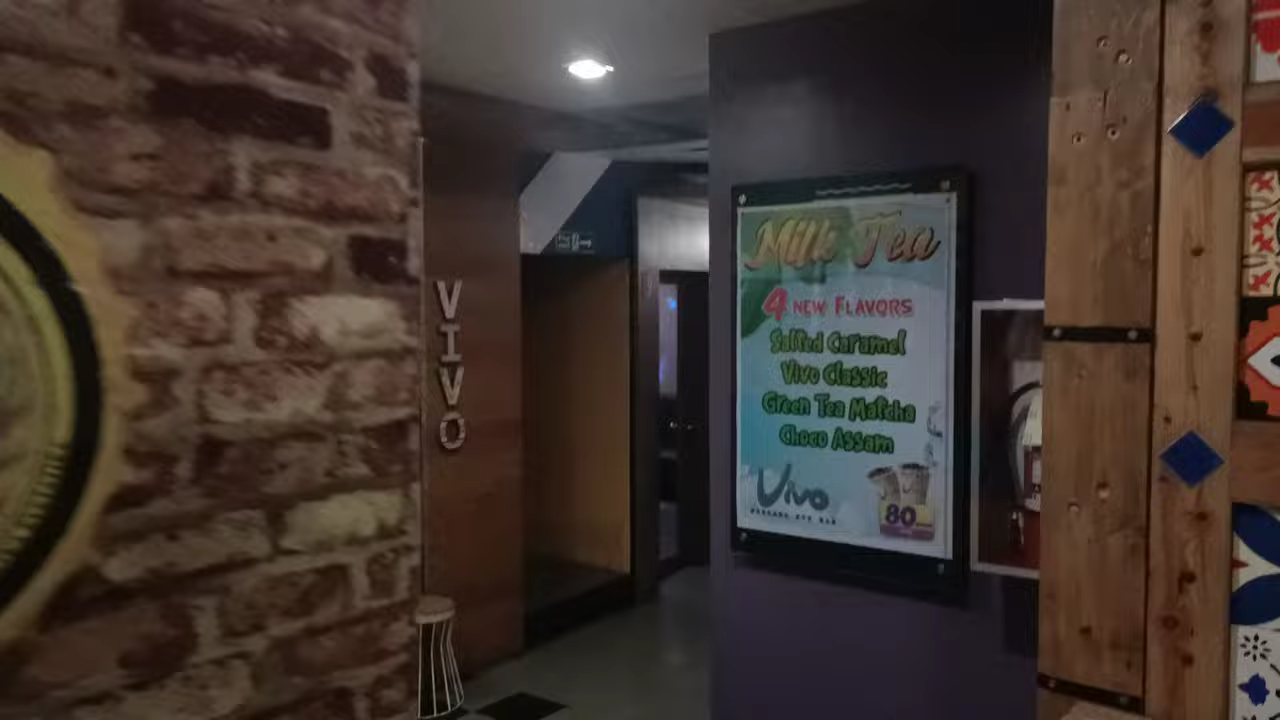 VIVO
Milk Tea
4 NEW FLAVORS
Salted Caramel
Vivo Classic
Green Tea Matcha
Choco Assam
Vivo
80